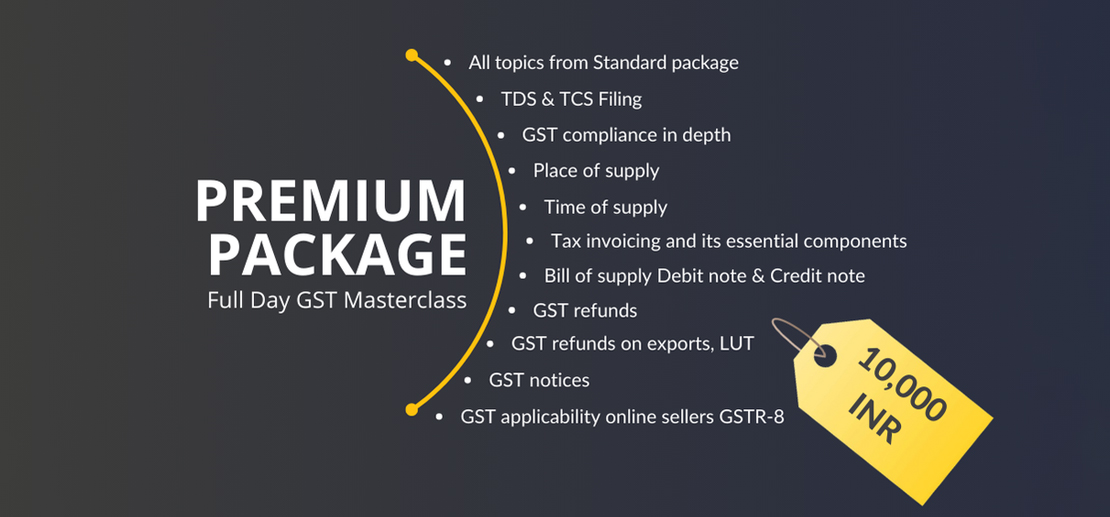 PREMIUM
PACKAGE
Full Day GST Masterclass
• All topics from Standard package
• TDS & TCS Filing
• GST compliance in depth
• Place of supply
• Time of supply
• Tax invoicing and its essential components
• Bill of supply Debit note & Credit note
• GST refunds
• GST refunds on exports, LUT
• GST notices
• GST applicability online sellers GSTR-8
10,000
INR